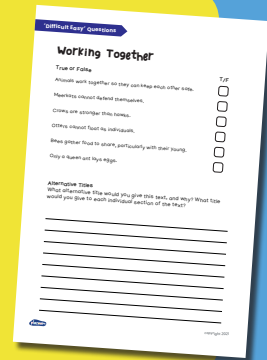 "Difficult Easy" Questions
Working Together
True or False
T/F
Animals work together so they can keep each other safe.
Meerkats cannot defend themselves.
Crows are stronger than hawks.
Otters cannot float as individuals.
Bees gather food to share, particularly with their young.
Only a queen ant lays eggs.
Alternative Titles
What alternative title would you give this text, and why? What title
would you give to each individual section of the text?
copyright 2021